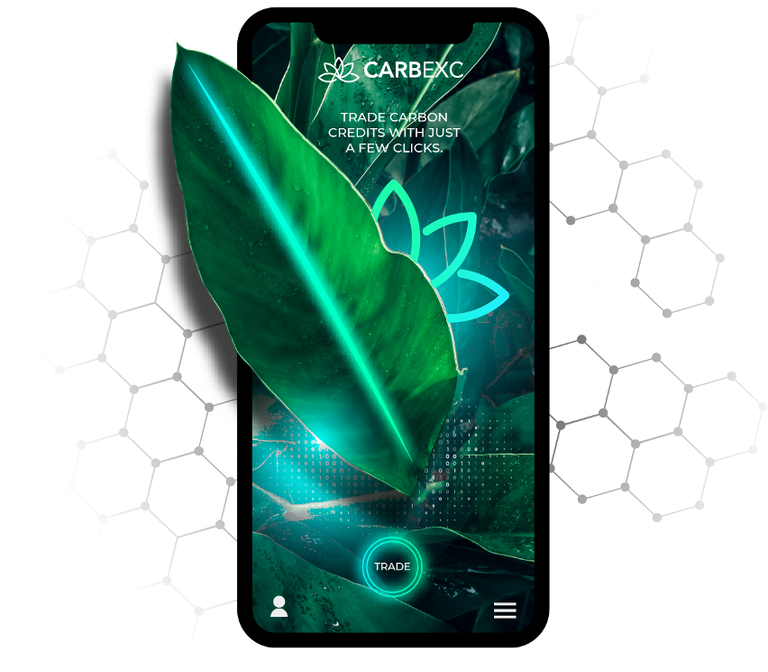 CARBEXC
TRADE CARBON
CREDITS WITH JUST
A FEW CLICKS.
TRADE